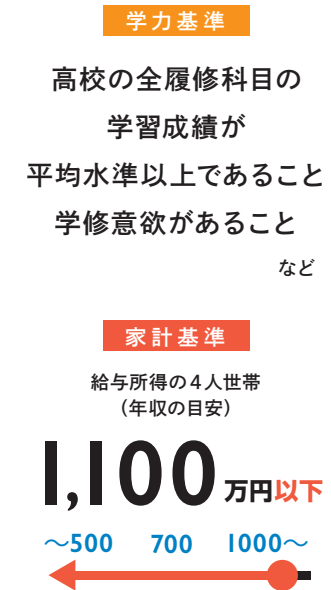 学力基準
高校の全履修科目の
学習成績が
平均水準以上であること
学修意欲があること
など
家計基準
給与所得の4人世帯
（年収の目安）
1,100万円以下
〜500 700 1000〜